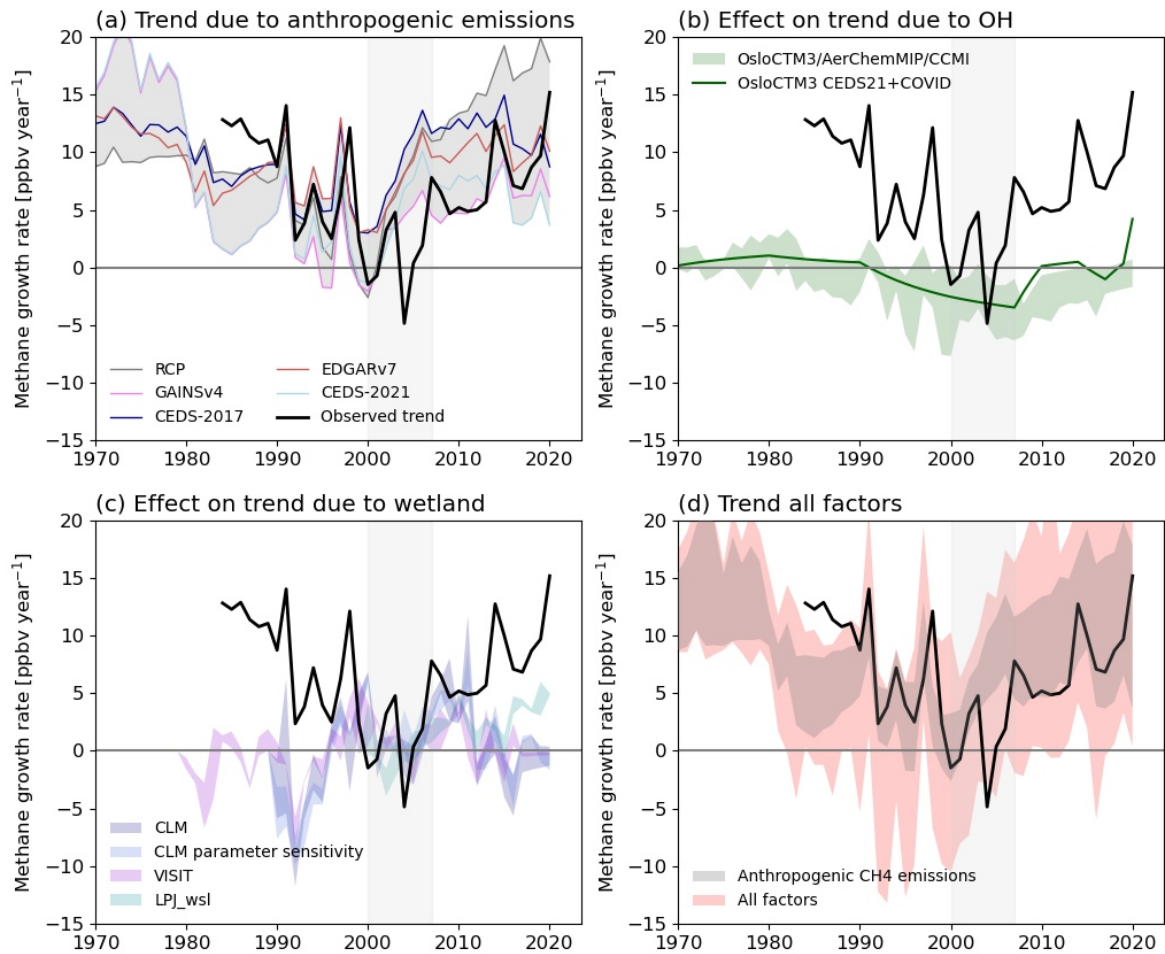 (a) Trend due to anthropogenic emissions
Methane growth rate [ppbv year⁻¹]
20
15
10
5
0
−5
−10
−15
RCP
GAINSv4
CEDS-2017
EDGARv7
CEDS-2021
Observed trend
1970 1980 1990 2000 2010 2020
(b) Effect on trend due to OH
Methane growth rate [ppbv year⁻¹]
20
15
10
5
0
−5
−10
−15
OsloCTM3/AerChemMIP/CCMI
OsloCTM3 CEDS21+COVID
1970 1980 1990 2000 2010 2020
(c) Effect on trend due to wetland
Methane growth rate [ppbv year⁻¹]
20
15
10
5
0
−5
−10
−15
CLM
CLM parameter sensitivity
VISIT
LPJ_wsl
1970 1980 1990 2000 2010 2020
(d) Trend all factors
Methane growth rate [ppbv year⁻¹]
20
15
10
5
0
−5
−10
−15
Anthropogenic CH4 emissions
All factors
1970 1980 1990 2000 2010 2020